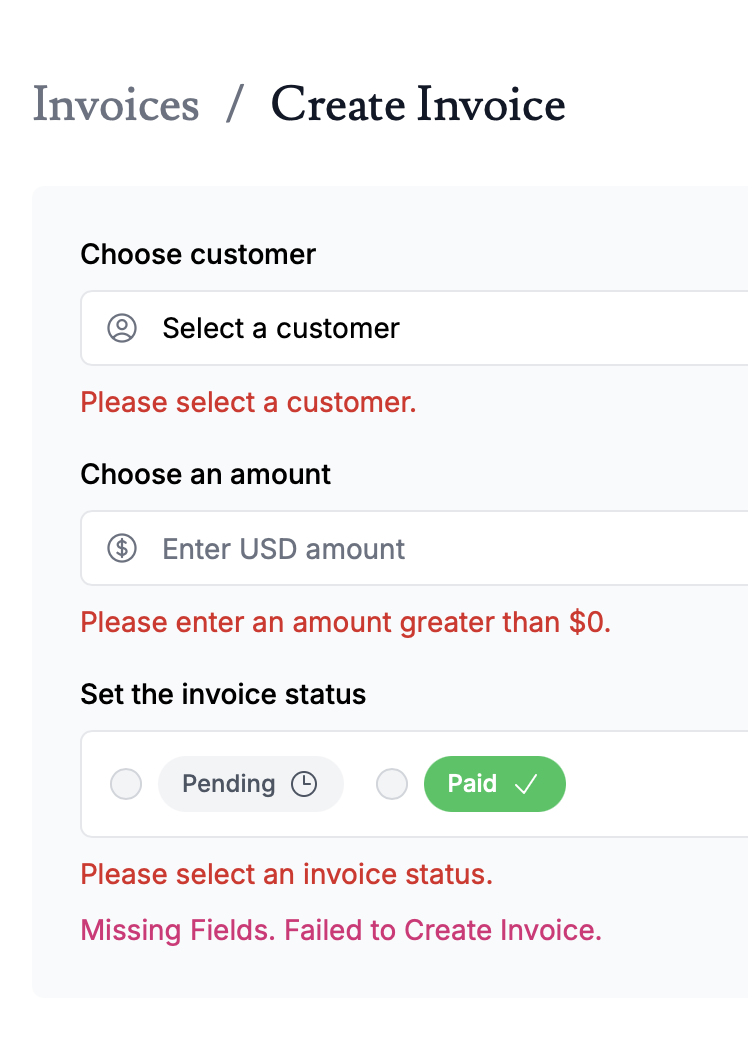 Invoices / Create Invoice
Choose customer
Select a customer
Please select a customer.
Choose an amount
Enter USD amount
Please enter an amount greater than $0.
Set the invoice status
Pending Paid
Please select an invoice status.
Missing Fields. Failed to Create Invoice.